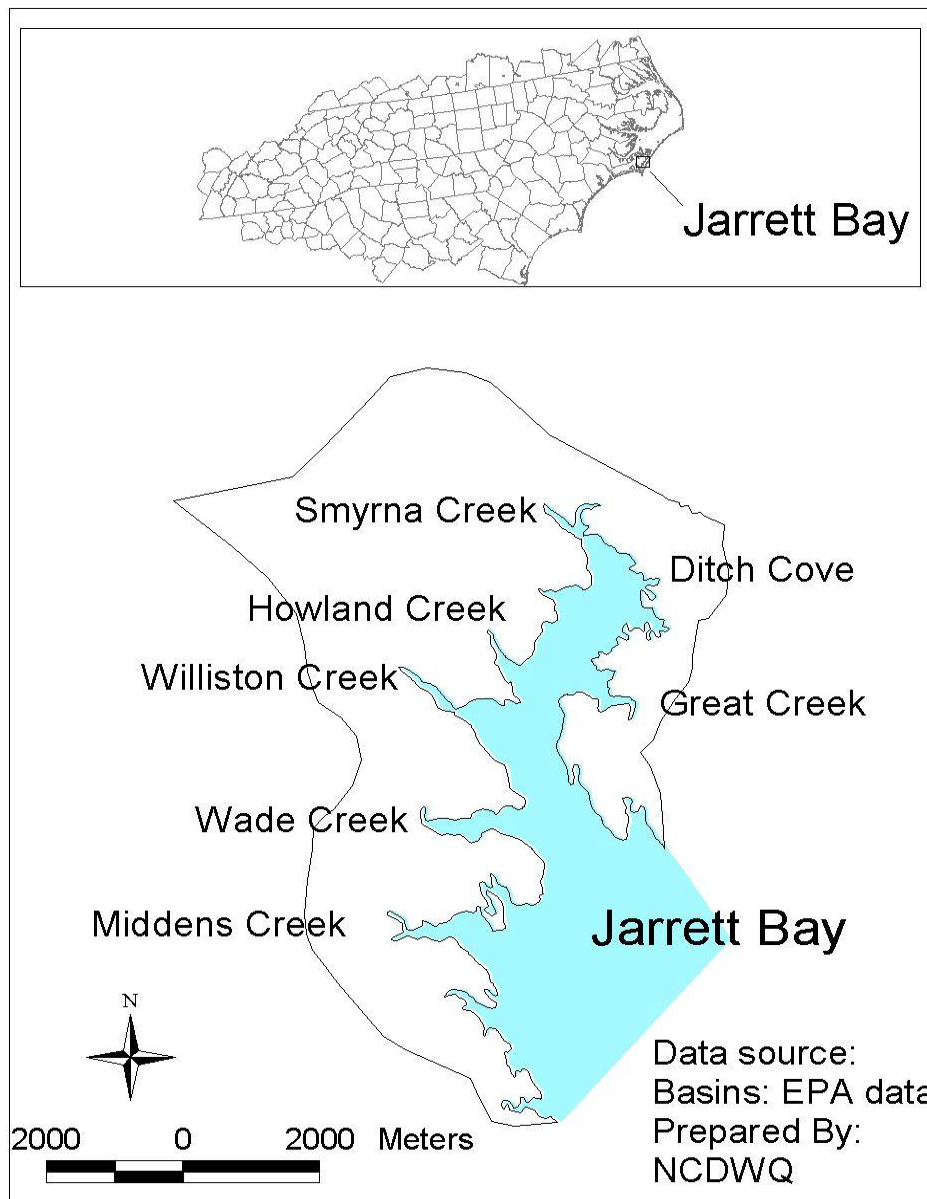 Jarrett Bay
Smyrna Creek
Ditch Cove
Howland Creek
Williston Creek
Great Creek
Wade Creek
Middens Creek
Jarrett Bay
N
Data source:
Basins: EPA data
Prepared By:
NCDWQ
2000 0 2000 Meters